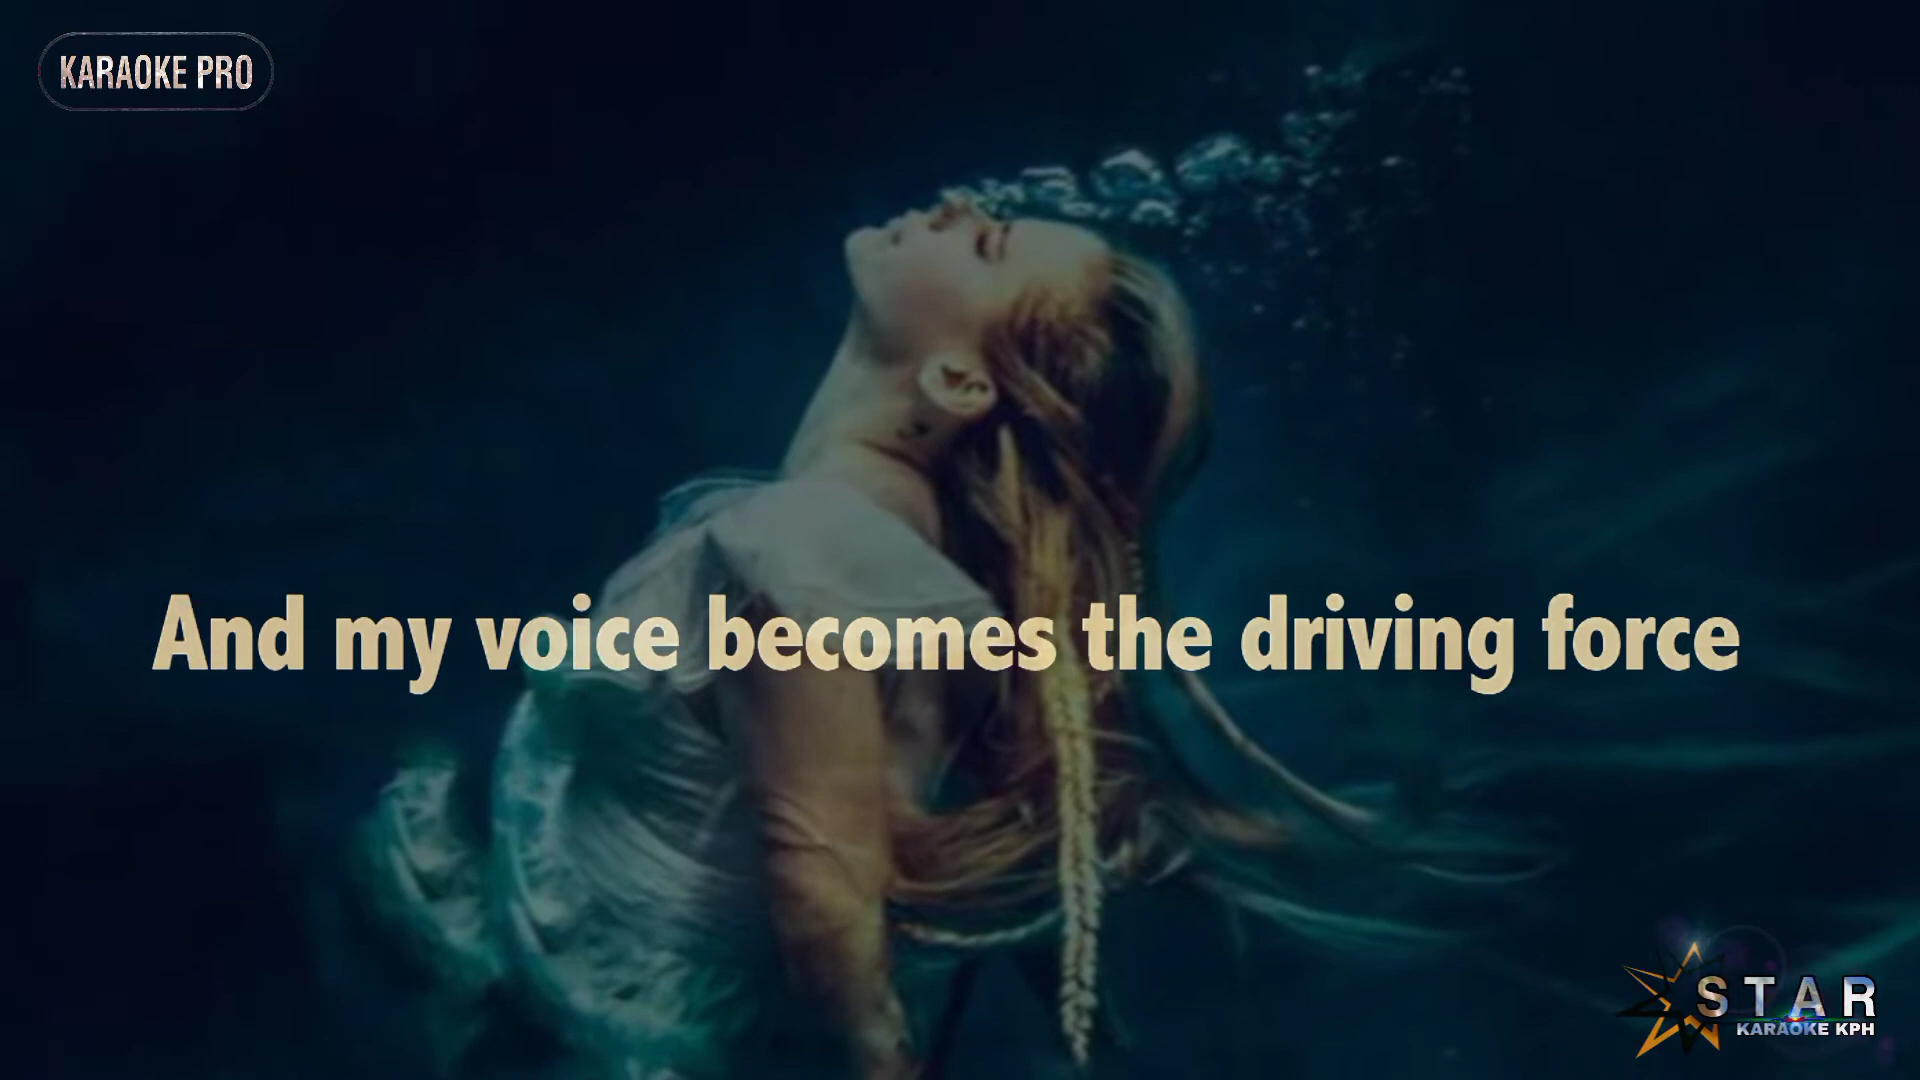 KARAOKE PRO
And my voice becomes the driving force
STAR
KARAOKE KPH